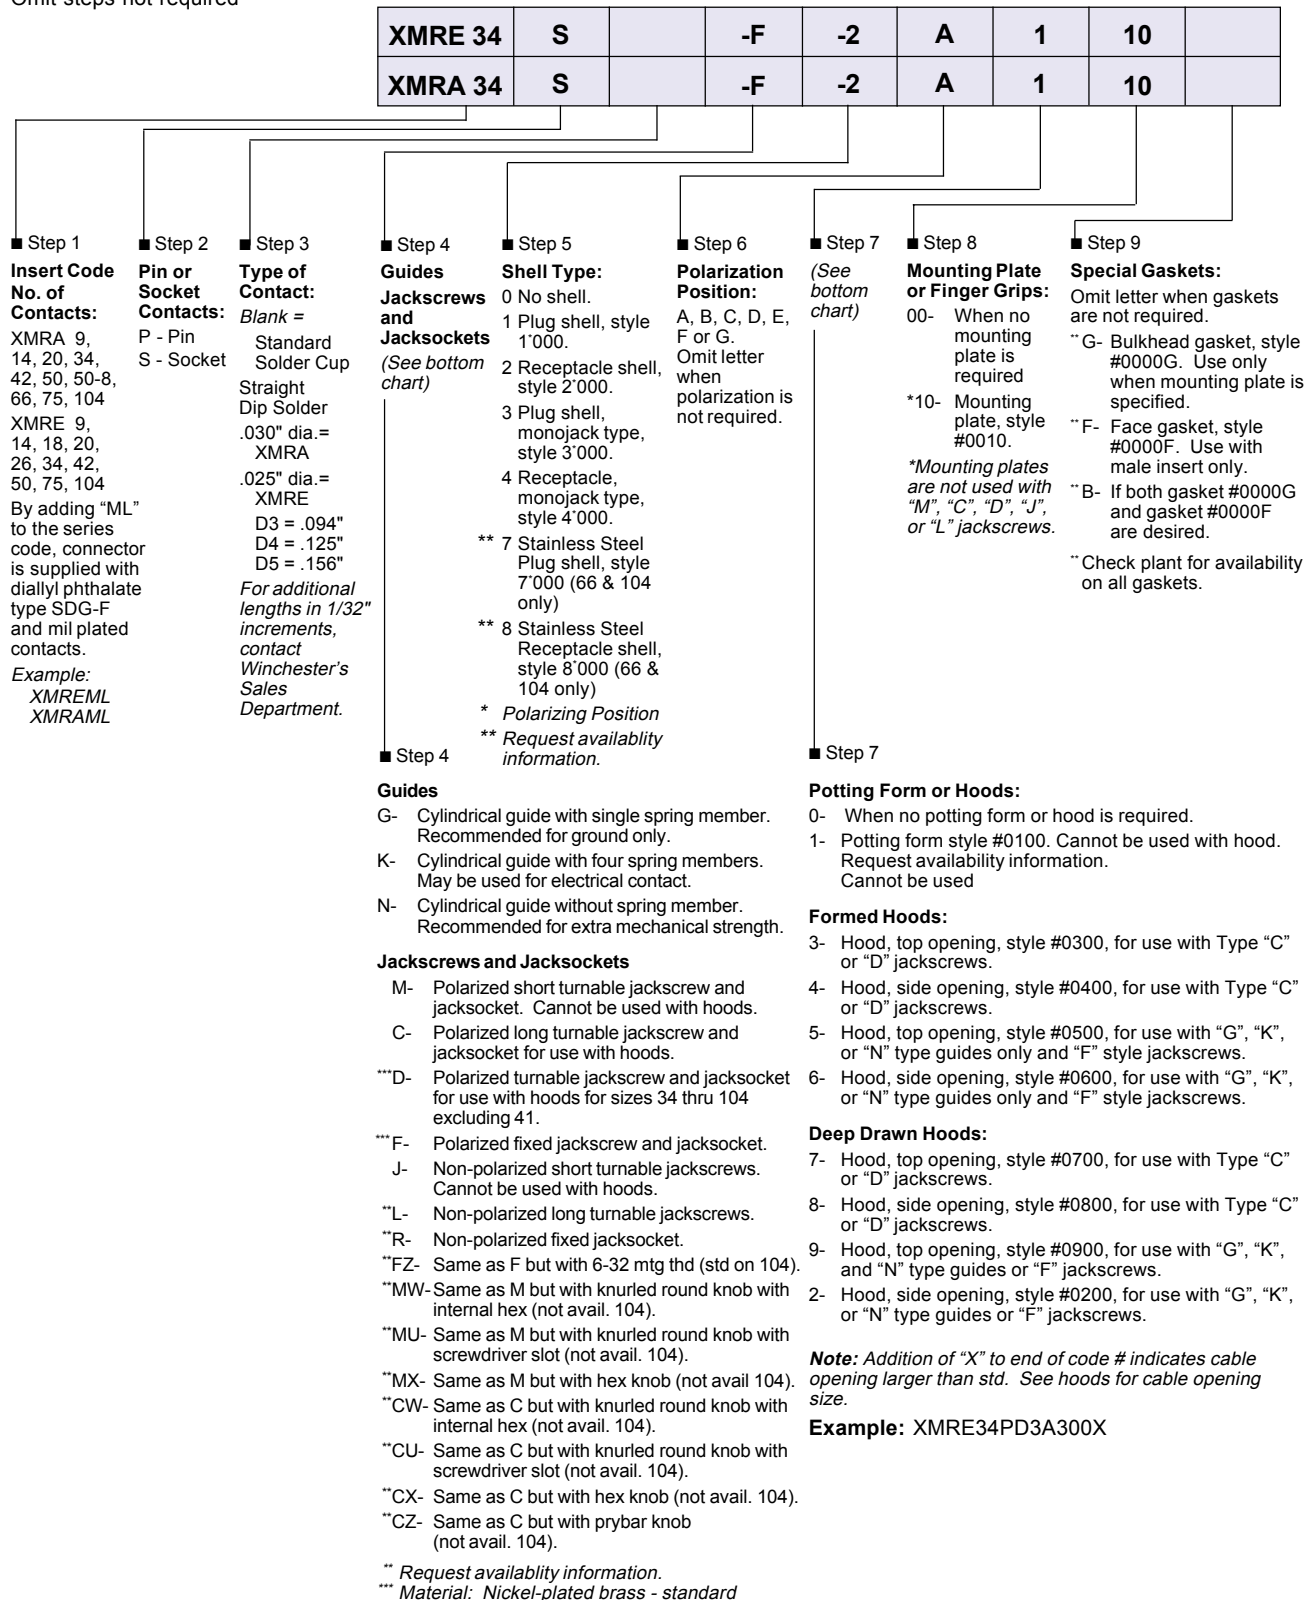 Omit steps not required
XMRE 34 S -F -2 A 1 10
XMRA 34 S -F -2 A 1 10
■ Step 1
Insert Code
No. of
Contacts:
XMRA 9,
14, 20, 34,
42, 50, 50-8,
66, 75, 104
XMRE 9,
14, 18, 20,
26, 34, 42,
50, 75, 104
By adding “ML”
to the series
code, connector
is supplied with
diallyl phthalate
type SDG-F
and mil plated
contacts.
Example:
XMREML
XMRAML
■ Step 2
Pin or
Socket
Contacts:
P - Pin
S - Socket
■ Step 3
Type of
Contact:
Blank =
Standard
Solder Cup
Straight
Dip Solder
.030" dia.=
XMRA
.025" dia.=
XMRE
D3 = .094"
D4 = .125"
D5 = .156"
For additional
lengths in 1/32"
increments,
contact
Winchester’s
Sales
Department.
■ Step 4
Guides
Jackscrews
and
Jacksockets
(See bottom
chart)
■ Step 5
Shell Type:
0 No shell.
1 Plug shell, style
1*000.
2 Receptacle shell,
style 2*000.
3 Plug shell,
monojack type,
style 3*000.
4 Receptacle,
monojack type,
style 4*000.
** 7 Stainless Steel
Plug shell, style
7*000 (66 & 104
only)
** 8 Stainless Steel
Receptacle shell,
style 8*000 (66 &
104 only)
* Polarizing Position
** Request availablity
information.
■ Step 6
Polarization
Position:
A, B, C, D, E,
F or G.
Omit letter
when
polarization is
not required.
■ Step 7
(See
bottom
chart)
■ Step 8
Mounting Plate
or Finger Grips:
00- When no
mounting
plate is
required
*10- Mounting
plate, style
#0010.
*Mounting plates
are not used with
“M”, “C”, “D”, “J”,
or “L” jackscrews.
■ Step 9
Special Gaskets:
Omit letter when gaskets
are not required.
**G- Bulkhead gasket, style
#0000G. Use only
when mounting plate is
specified.
**F- Face gasket, style
#0000F. Use with
male insert only.
**B- If both gasket #0000G
and gasket #0000F
are desired.
**Check plant for availability
on all gaskets.
■ Step 4
Guides
G- Cylindrical guide with single spring member.
Recommended for ground only.
K- Cylindrical guide with four spring members.
May be used for electrical contact.
N- Cylindrical guide without spring member.
Recommended for extra mechanical strength.
Jackscrews and Jacksockets
M- Polarized short turnable jackscrew and
jacksocket. Cannot be used with hoods.
C- Polarized long turnable jackscrew and
jacksocket for use with hoods.
***D- Polarized turnable jackscrew and jacksocket
for use with hoods for sizes 34 thru 104
excluding 41.
***F- Polarized fixed jackscrew and jacksocket.
J- Non-polarized short turnable jackscrews.
Cannot be used with hoods.
**L- Non-polarized long turnable jackscrews.
**R- Non-polarized fixed jacksocket.
**FZ- Same as F but with 6-32 mtg thd (std on 104).
**MW- Same as M but with knurled round knob with
internal hex (not avail. 104).
**MU- Same as M but with knurled round knob with
screwdriver slot (not avail. 104).
**MX- Same as M but with hex knob (not avail 104).
**CW- Same as C but with knurled round knob with
internal hex (not avail. 104).
**CU- Same as C but with knurled round knob with
screwdriver slot (not avail. 104).
**CX- Same as C but with hex knob (not avail. 104).
**CZ- Same as C but with prybar knob
(not avail. 104).
** Request availablity information.
*** Material: Nickel-plated brass - standard
■ Step 7
Potting Form or Hoods:
0- When no potting form or hood is required.
1- Potting form style #0100. Cannot be used with hood.
Request availability information.
Cannot be used
Formed Hoods:
3- Hood, top opening, style #0300, for use with Type “C”
or “D” jackscrews.
4- Hood, side opening, style #0400, for use with Type “C”
or “D” jackscrews.
5- Hood, top opening, style #0500, for use with “G”, “K”,
or “N” type guides only and “F” style jackscrews.
6- Hood, side opening, style #0600, for use with “G”, “K”,
or “N” type guides only and “F” style jackscrews.
Deep Drawn Hoods:
7- Hood, top opening, style #0700, for use with Type “C”
or “D” jackscrews.
8- Hood, side opening, style #0800, for use with Type “C”
or “D” jackscrews.
9- Hood, top opening, style #0900, for use with “G”, “K”,
and “N” type guides or “F” jackscrews.
2- Hood, side opening, style #0200, for use with “G”, “K”,
or “N” type guides or “F” jackscrews.
Note: Addition of “X” to end of code # indicates cable
opening larger than std. See hoods for cable opening
size.
Example: XMRE34PD3A300X